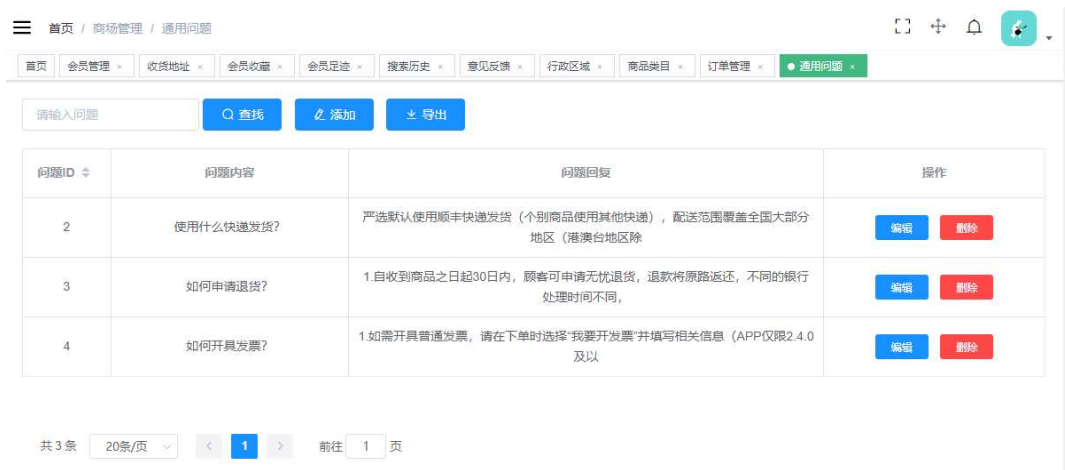 首页 / 商场管理 / 通用问题
首页 会员管理 × 收货地址 × 会员收藏 × 会员足迹 × 搜索历史 × 意见反馈 × 行政区域 × 商品类目 × 订单管理 × 通用问题 ×
请输入问题 查找 添加 导出
问题ID 问题内容 问题回复 操作
2 使用什么快递发货? 严选默认使用顺丰快递发货（个别商品使用其他快递），配送范围覆盖全国大部分
地区（港澳台地区除 编辑 删除
3 如何申请退货? 1.自收到商品之日起30日内，顾客可申请无忧退货，退款将原路返还，不同的银行
处理时间不同， 编辑 删除
4 如何开具发票? 1.如需开具普通发票，请在下单时选择“我要开发票”并填写相关信息（APP仅限2.4.0
及以 编辑 删除
共 3 条 20条/页 < 1 > 前往 1 页